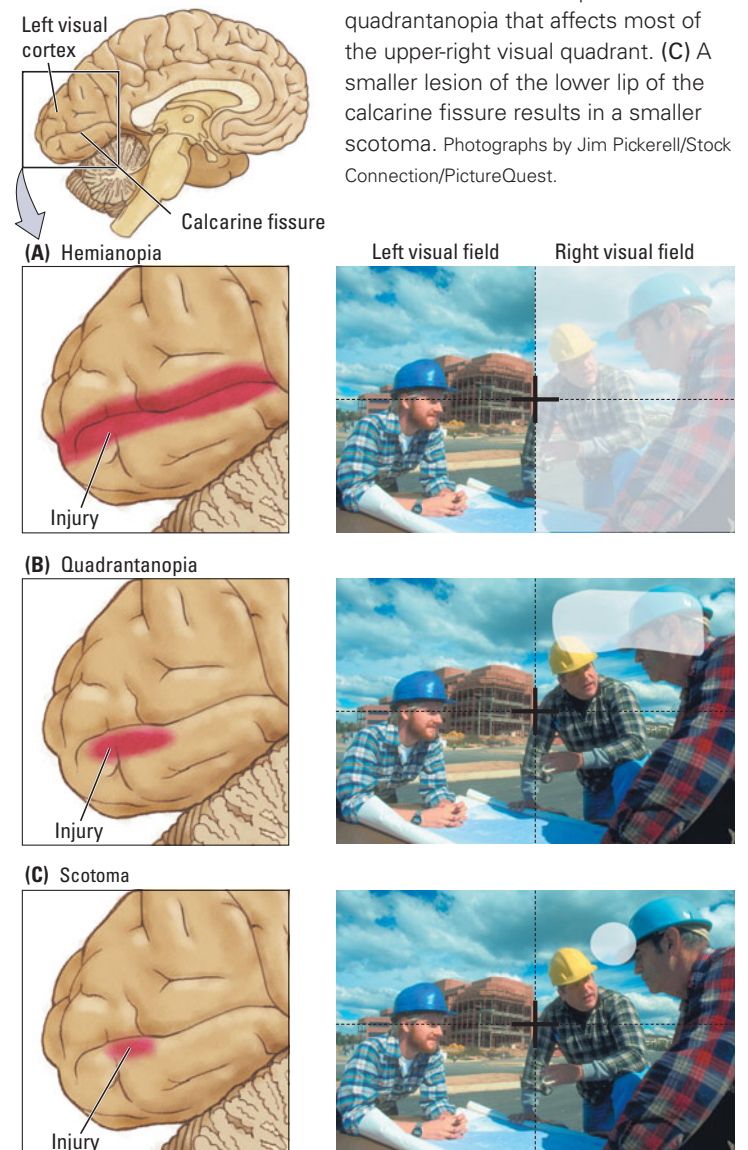 Left visual
cortex
quadrantanopia that affects most of
the upper-right visual quadrant. (C) A
smaller lesion of the lower lip of the
calcarine fissure results in a smaller
scotoma. Photographs by Jim Pickerell/Stock
Connection/PictureQuest.
Calcarine fissure
(A) Hemianopia
Left visual field
Right visual field
Injury
(B) Quadrantanopia
Injury
(C) Scotoma
Injury